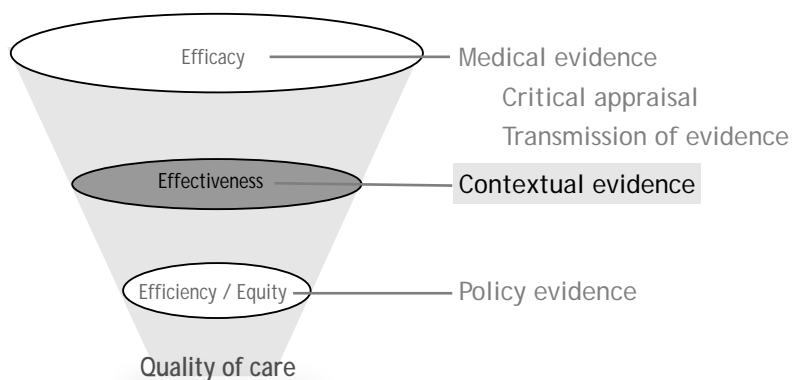 Efficacy
Medical evidence
Critical appraisal
Transmission of evidence
Effectiveness
Contextual evidence
Efficiency / Equity
Policy evidence
Quality of care